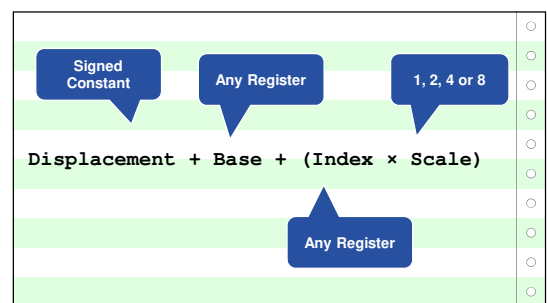 Signed
Constant
Any Register
1, 2, 4 or 8
Displacement + Base + (Index × Scale)
Any Register